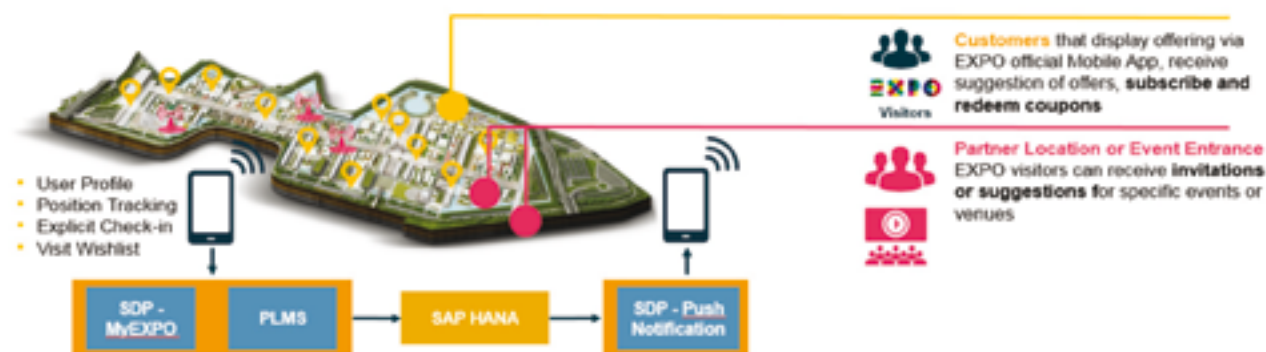 Customers that display offering via
EXPO official Mobile App, receive
suggestion of offers, subscribe and
redeem coupons
EXPO
Visitors
Partner Location or Event Entrance
EXPO visitors can receive invitations
or suggestions for specific events or
venues
User Profile
Position Tracking
Explicit Check-in
Visit Wishlist
SDP -
MyEXPO
PLMS
SAP HANA
SDP - Push
Notification